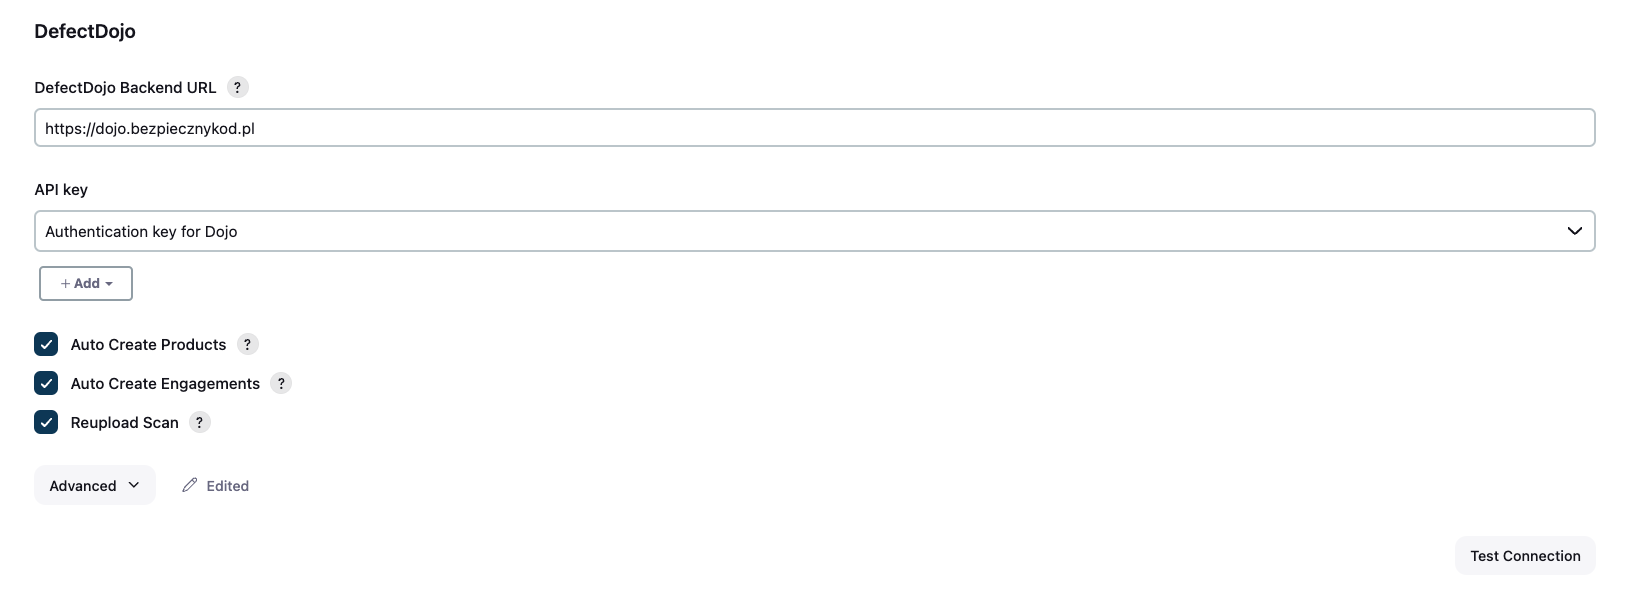 DefectDojo
DefectDojo Backend URL ?
https://dojo.bezpiecznykod.pl
API key
Authentication key for Dojo
+ Add
Auto Create Products ?
Auto Create Engagements ?
Reupload Scan ?
Advanced Edited
Test Connection